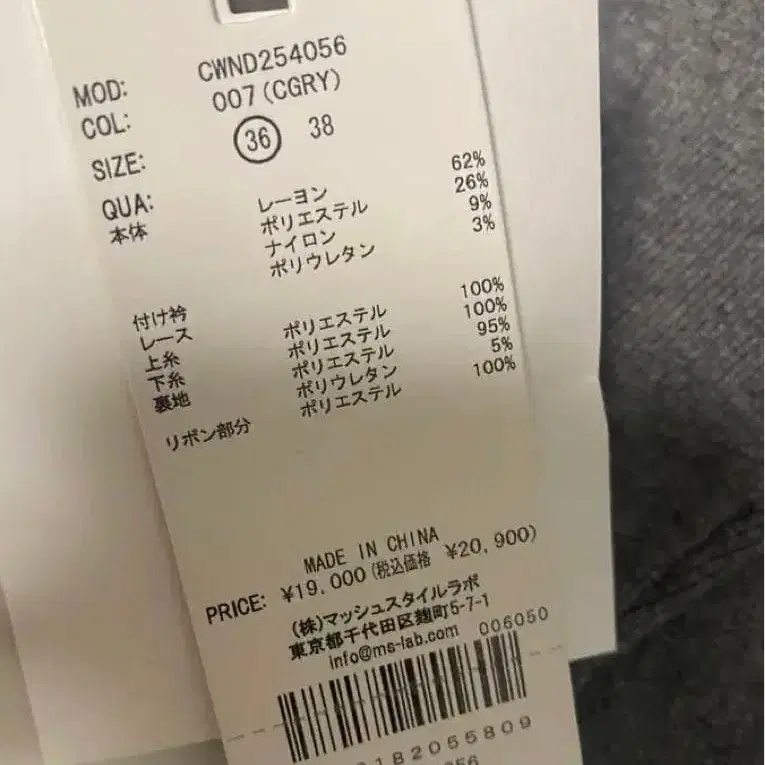 MOD: CWND254056
COL: 007(CGRY)
SIZE: 36 38
QUA:
本体 レーヨン 62%
ポリエステル 26%
ナイロン 9%
ポリウレタン 3%
付け衿
レース ポリエステル 100%
上糸 ポリエステル 100%
下糸 ポリエステル 95%
裏地 ポリウレタン 5%
リボン部分 ポリエステル 100%
MADE IN CHINA
PRICE: ¥19,000(税込価格 ¥20,900)
(株)マッシュスタイルラボ
東京都千代田区麹町5-7-1
info@ms-lab.com 006050
182055809